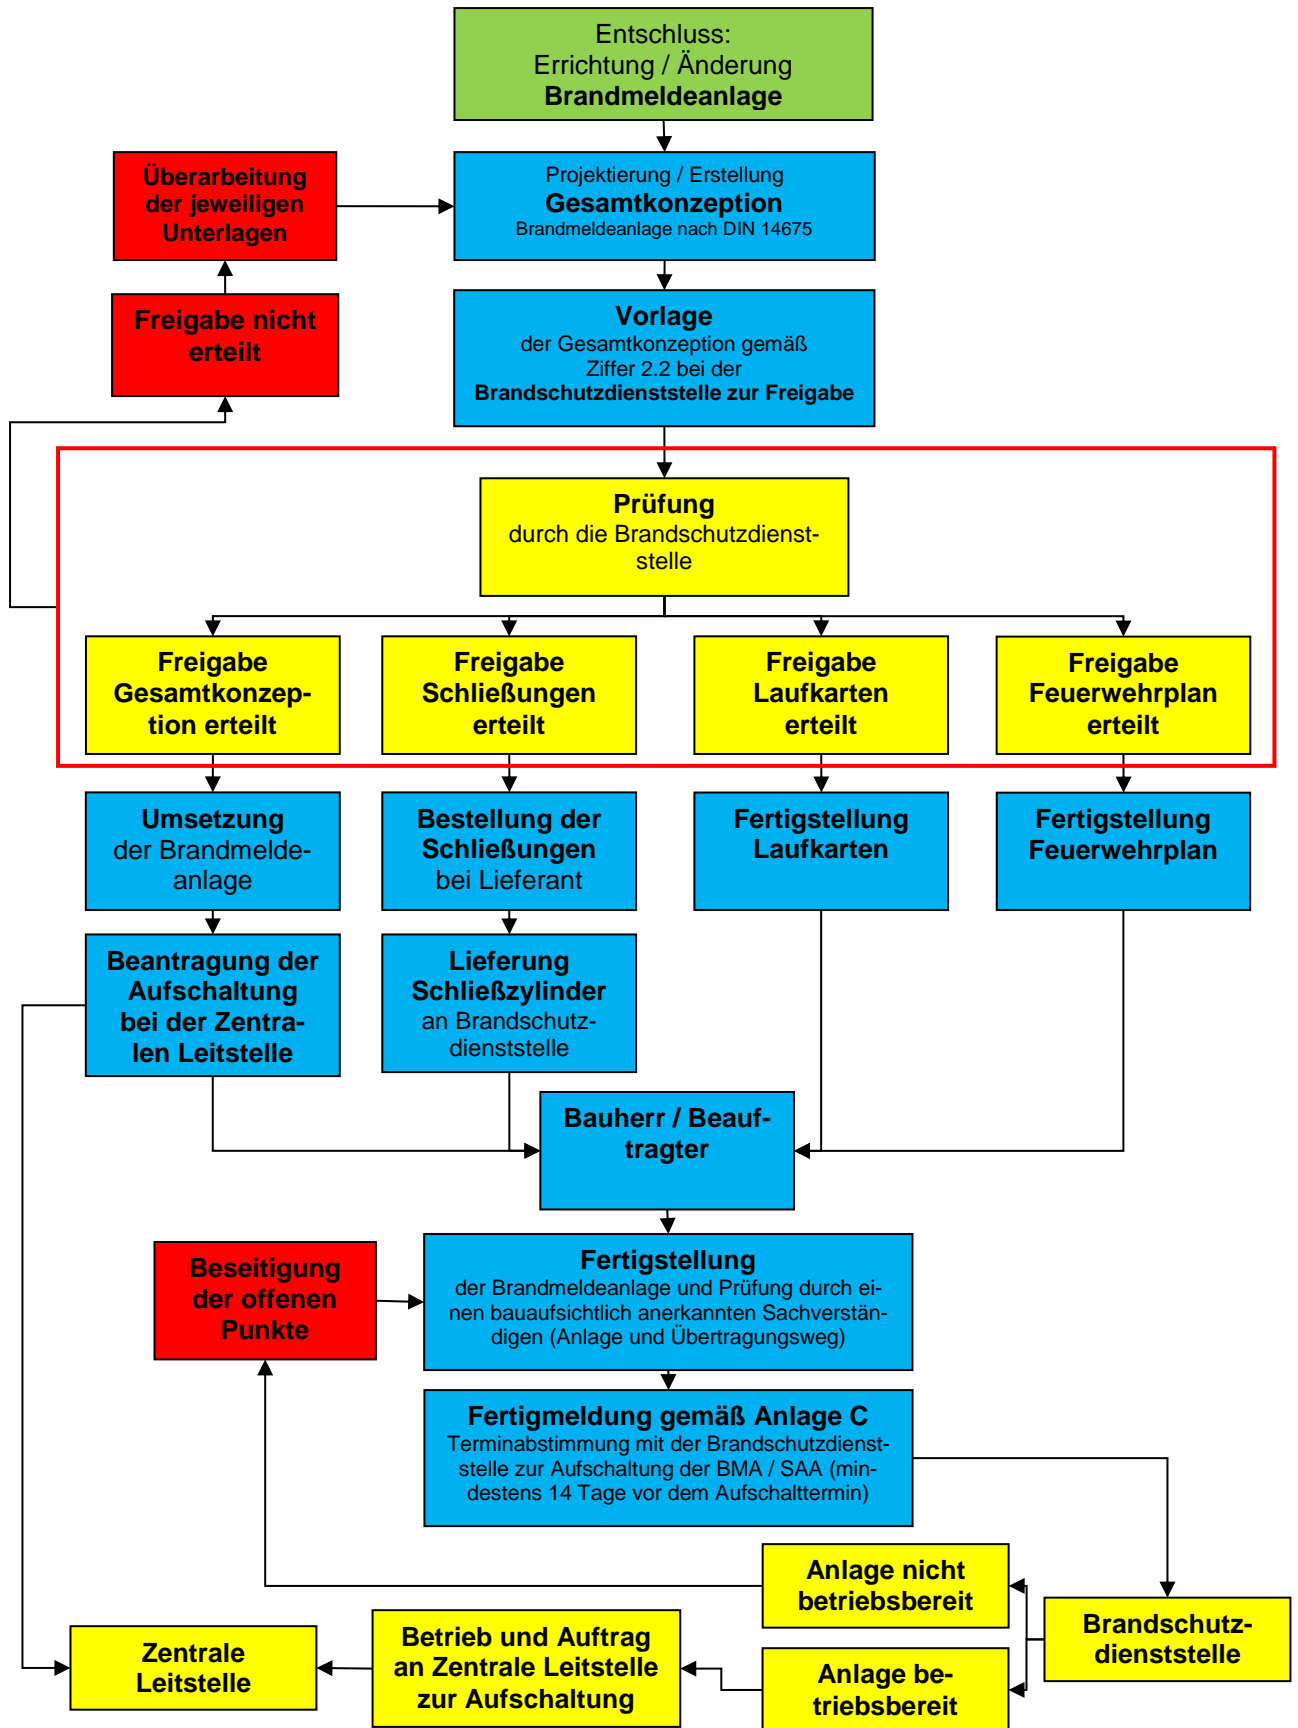 Entschluss:
Errichtung / Änderung
Brandmeldeanlage
Überarbeitung
der jeweiligen
Unterlagen
Projektierung / Erstellung
Gesamtkonzeption
Brandmeldeanlage nach DIN 14675
Freigabe nicht
erteilt
Vorlage
der Gesamtkonzeption gemäß
Ziffer 2.2 bei der
Brandschutzdienststelle zur Freigabe
Prüfung
durch die Brandschutzdienst-
stelle
Freigabe
Gesamtkonzep-
tion erteilt
Freigabe
Schließungen
erteilt
Freigabe
Laufkarten
erteilt
Freigabe
Feuerwehrplan
erteilt
Umsetzung
der Brandmelde-
anlage
Bestellung der
Schließungen
bei Lieferant
Fertigstellung
Laufkarten
Fertigstellung
Feuerwehrplan
Beantragung der
Aufschaltung
bei der Zentra-
len Leitstelle
Lieferung
Schließzylinder
an Brandschutz-
dienststelle
Bauherr / Beauf-
tragter
Beseitigung
der offenen
Punkte
Fertigstellung
der Brandmeldeanlage und Prüfung durch ei-
nen bauaufsichtlich anerkannten Sachverstän-
digen (Anlage und Übertragungsweg)
Fertigmeldung gemäß Anlage C
Terminabstimmung mit der Brandschutzdienst-
stelle zur Aufschaltung der BMA / SAA (min-
destens 14 Tage vor dem Aufschalttermin)
Anlage nicht
betriebsbereit
Brandschutz-
dienststelle
Zentrale
Leitstelle
Betrieb und Auftrag
an Zentrale Leitstelle
zur Aufschaltung
Anlage be-
triebsbereit